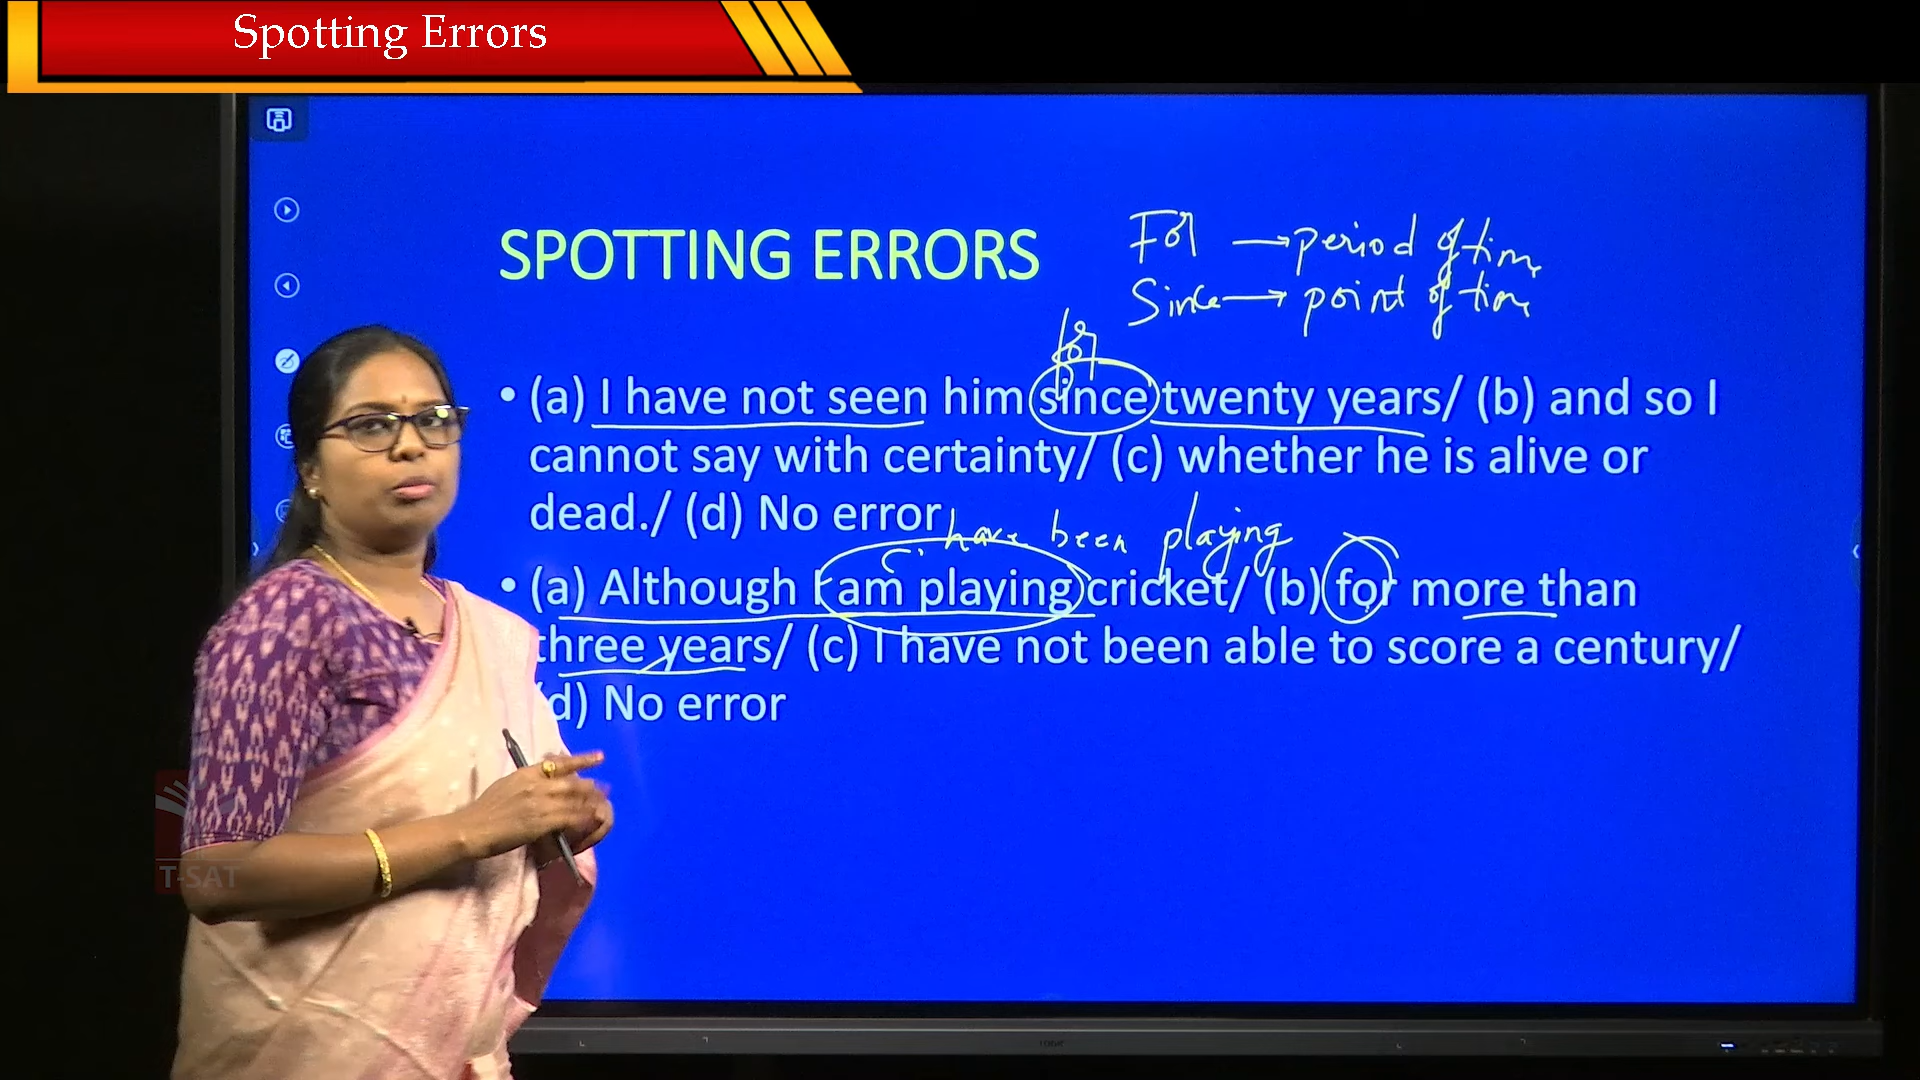 Spotting Errors
SPOTTING ERRORS
For → period of time
Since → point of time
for
• (a) I have not seen him since twenty years/ (b) and so I
cannot say with certainty/ (c) whether he is alive or
dead./ (d) No error
have been playing
• (a) Although I am playing cricket/ (b) for more than
three years/ (c) I have not been able to score a century/
(d) No error
T-SAT